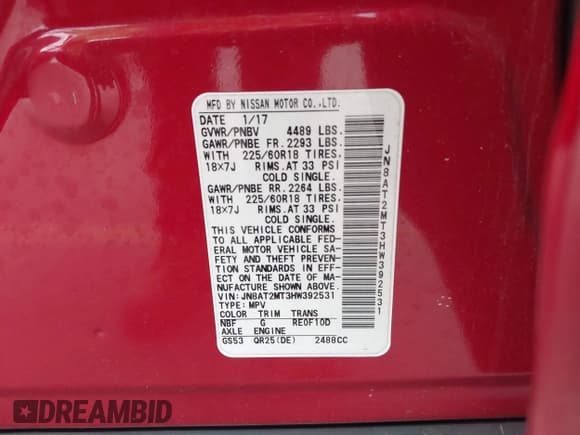 MFD BY NISSAN MOTOR CO.,LTD.
DATE 1/17
GVWR/PNBV 4489 LBS.
GAWR/PNBE FR. 2293 LBS.
WITH 225/60R18 TIRES.
18x7J RIMS.AT 33 PSI
COLD SINGLE.
GAWR/PNBE RR. 2264 LBS.
WITH 225/60R18 TIRES.
18x7J RIMS.AT 33 PSI
COLD SINGLE.
THIS VEHICLE CONFORMS
TO ALL APPLICABLE FED-
ERAL MOTOR VEHICLE SA-
FETY AND THEFT PREVENT-
ION STANDARDS IN EFF-
ECT ON THE DATE OF MA-
NUFACTURE SHOWN ABOVE.
VIN: JN8AT2MT3HW392531
TYPE: MPV
COLOR TRIM TRANS
NBF G RE0F10D
AXLE ENGINE
GS53 QR25(DE) 2488CC
JN8AT2MT3HW392531
DREAMBID